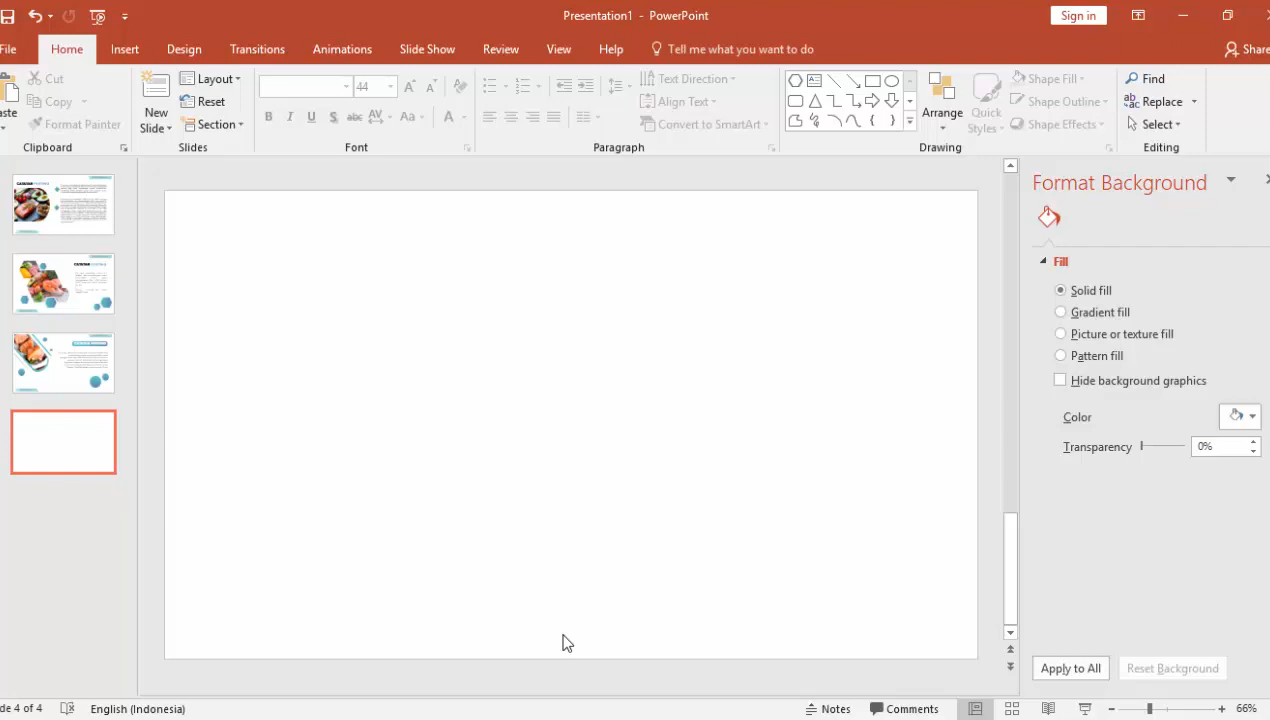 Presentation1 - PowerPoint
Sign in
File
Home
Insert
Design
Transitions
Animations
Slide Show
Review
View
Help
Tell me what you want to do
Share
aste
Cut
Copy
Format Painter
Clipboard
New
Slide
Layout
Reset
Section
Slides
44
B I U S abc AV Aa A
Font
Text Direction
Align Text
Convert to SmartArt
Paragraph
Arrange
Quick
Styles
Shape Fill
Shape Outline
Shape Effects
Drawing
Find
Replace
Select
Editing
Format Background
Fill
Solid fill
Gradient fill
Picture or texture fill
Pattern fill
Hide background graphics
Color
Transparency
0%
Apply to All
Reset Background
de 4 of 4
English (Indonesia)
Notes
Comments
66%